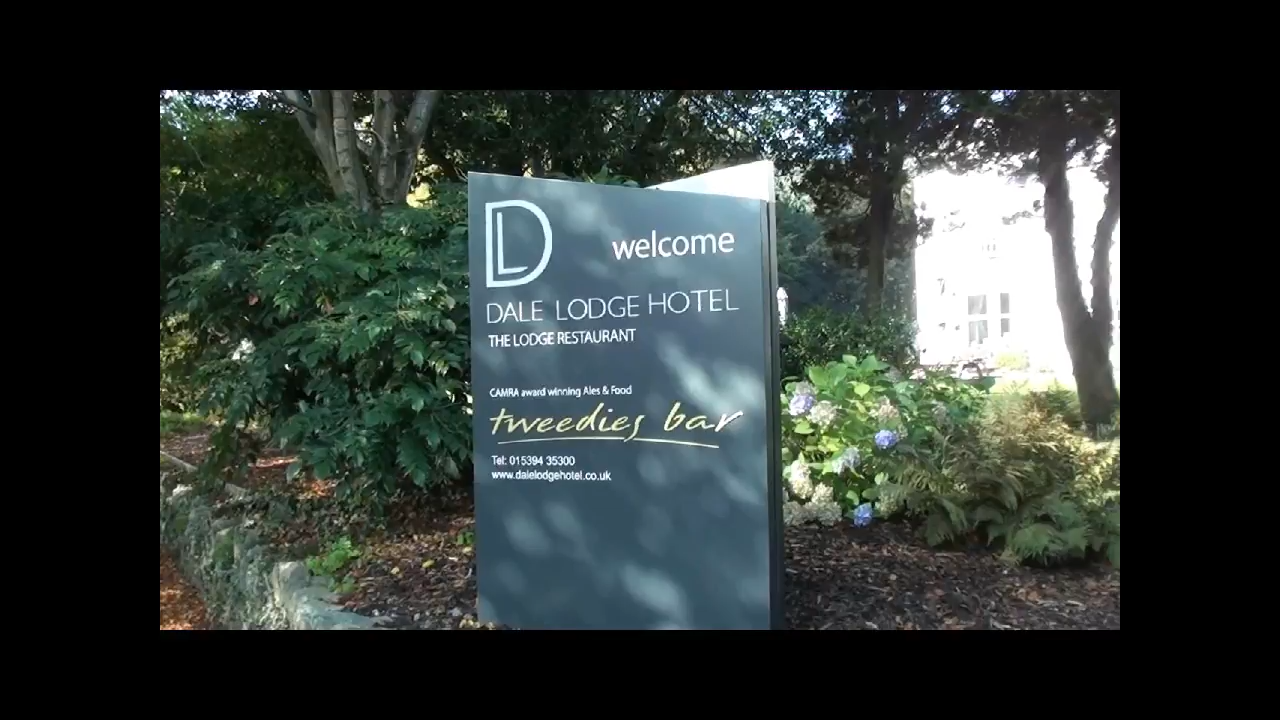 DL
welcome
DALE LODGE HOTEL
THE LODGE RESTAURANT
CAMRA award winning Ales & Food
tweedies bar
Tel: 015394 35300
www.dalelodgehotel.co.uk